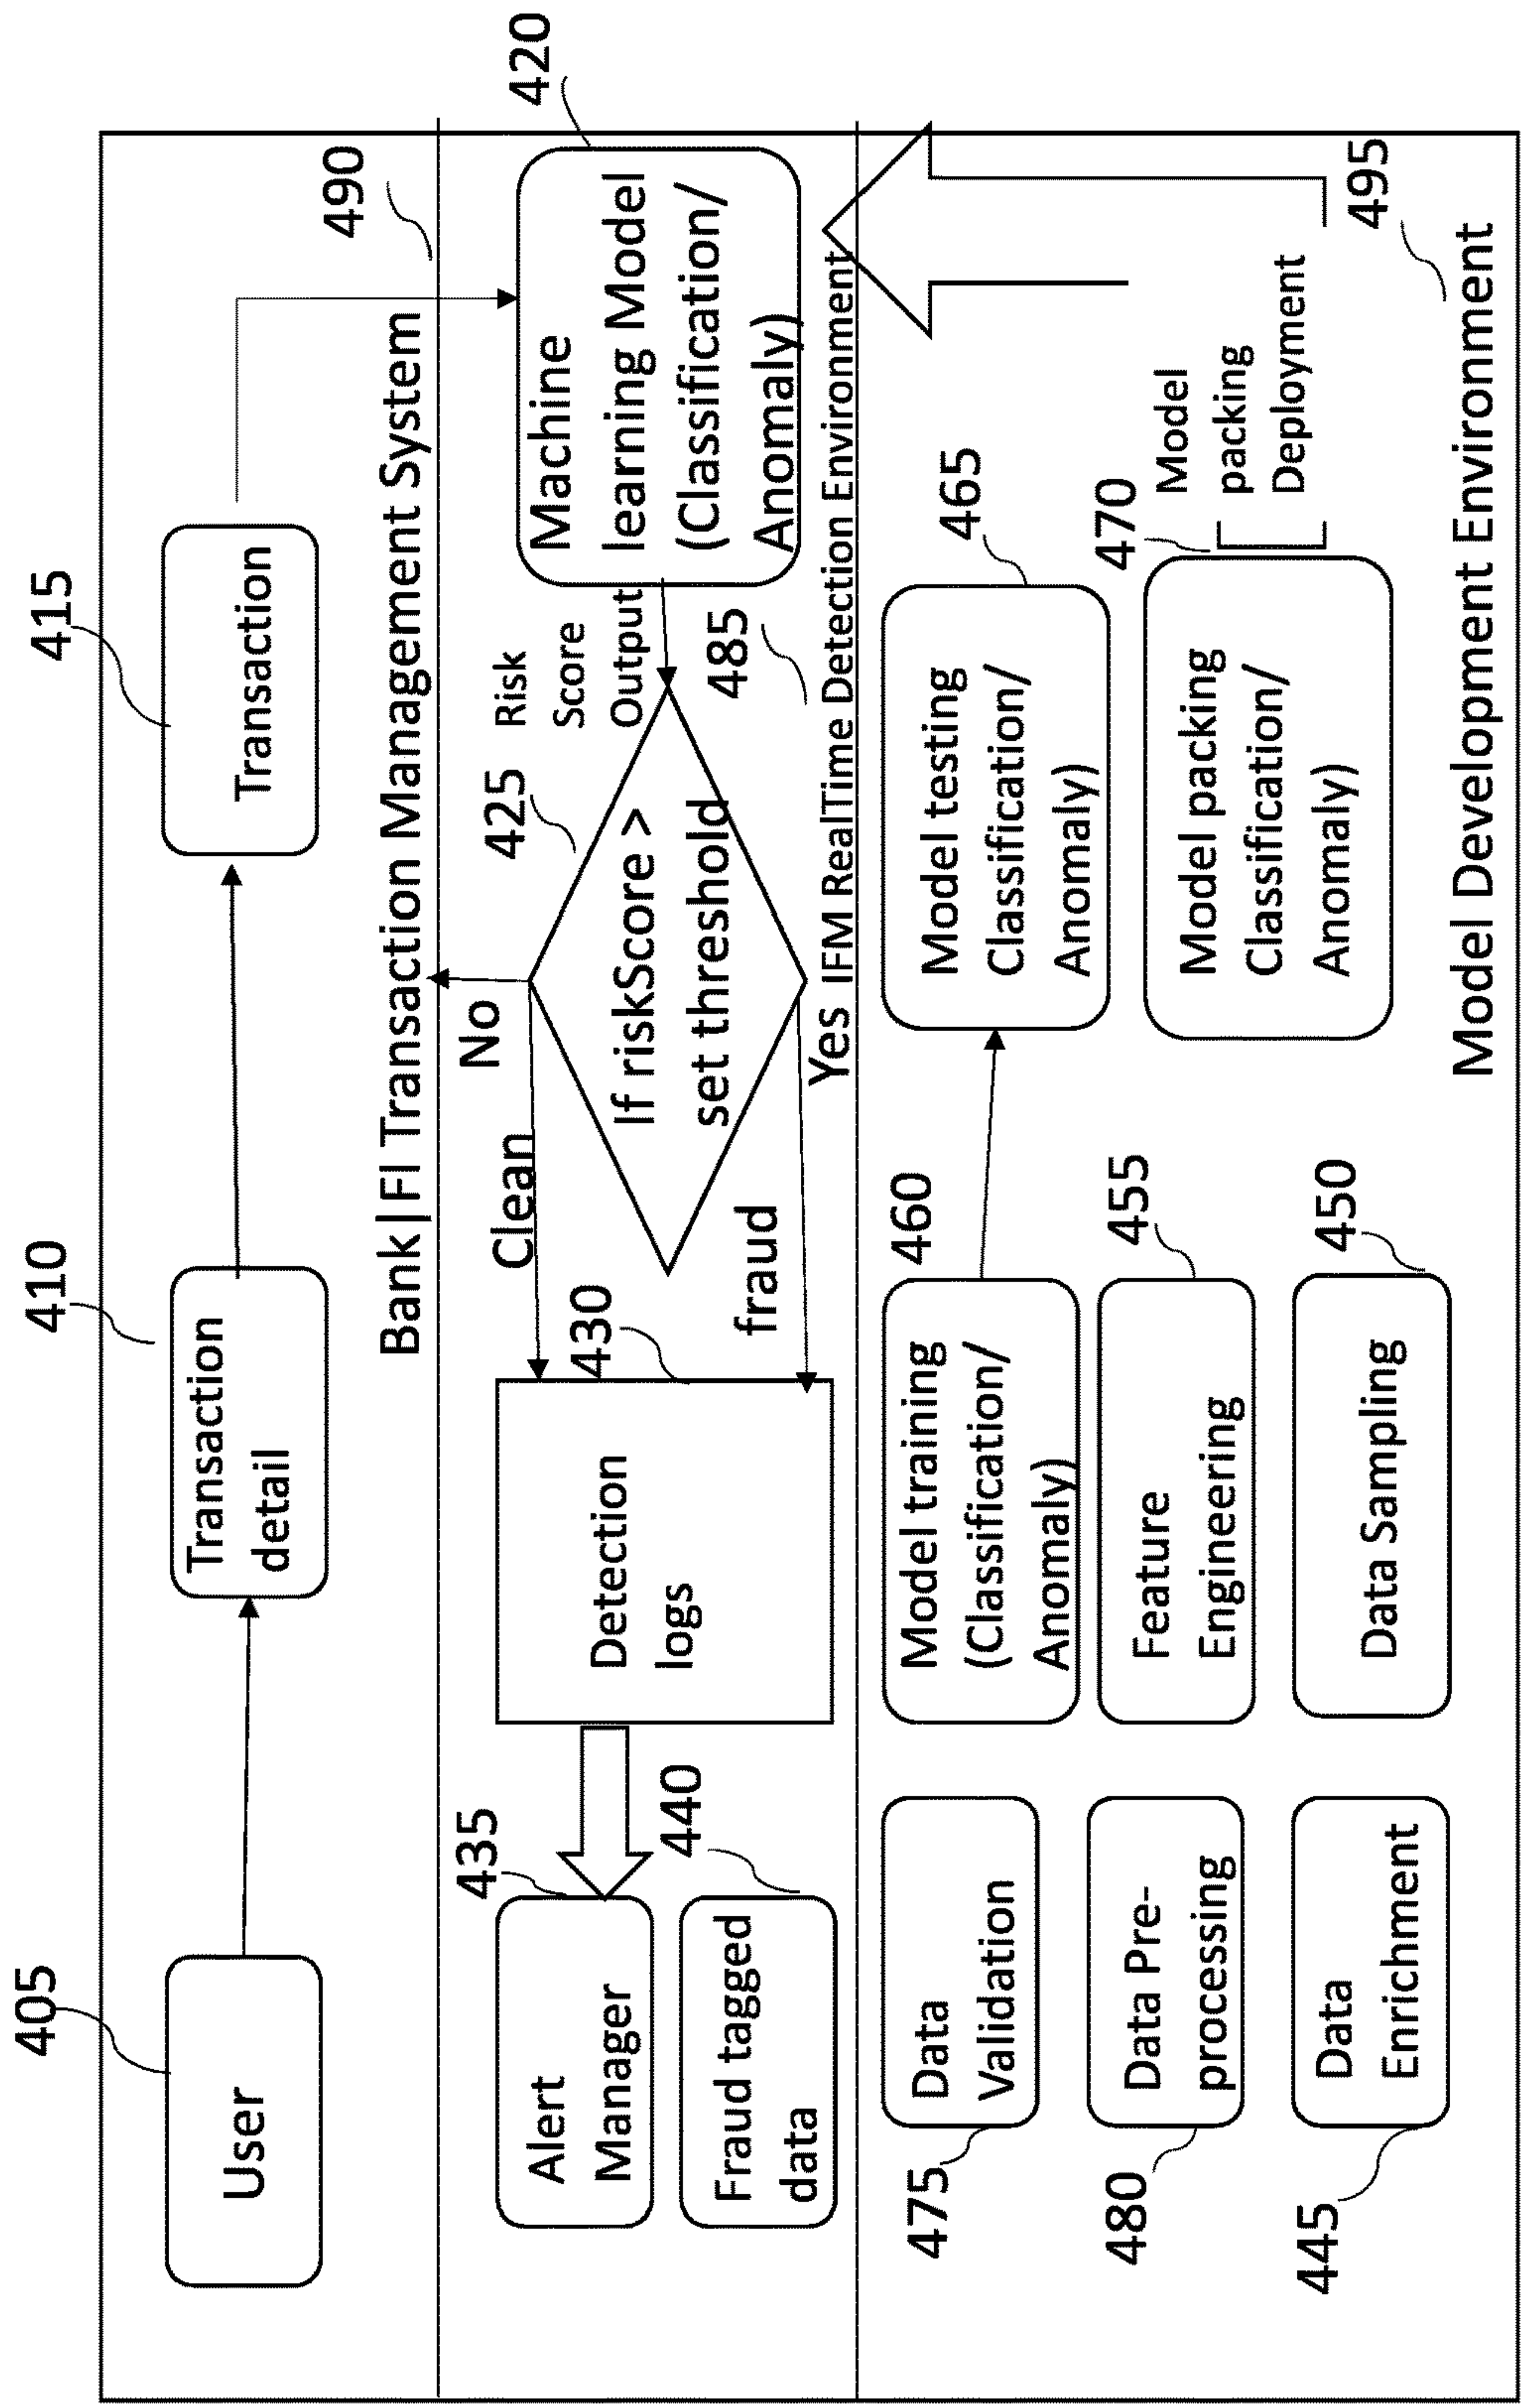 405
410
415
User
Transaction
detail
Transaction
490
Bank|FI Transaction Management System
420
Machine
learning Model
(Classification/
Anomaly)
Risk
Score
Output
425
If riskScore >
set threshold
No
Clean
Yes
fraud
430
Detection
logs
435
Alert
Manager
440
Fraud tagged
data
485
IFM RealTime Detection Environment
475
Data
Validation
460
Model training
(Classification/
Anomaly)
465
Model testing
Classification/
Anomaly)
480
Data Pre-
processing
455
Feature
Engineering
470
Model packing
Classification/
Anomaly)
Model
packing
Deployment
445
Data
Enrichment
450
Data Sampling
495
Model Development Environment